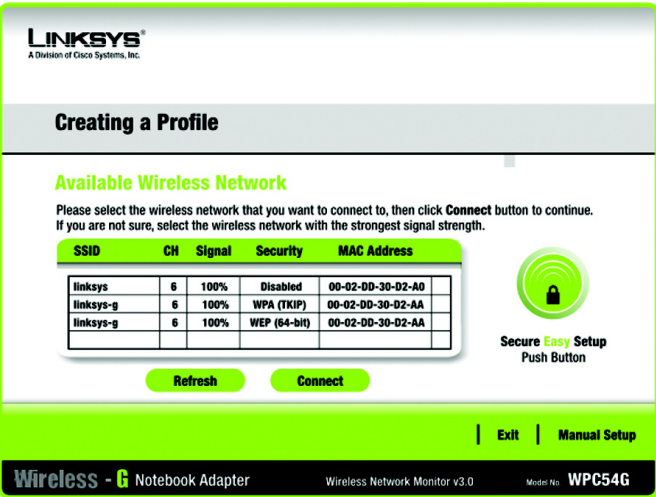 LINKSYS®
A Division of Cisco Systems, Inc.
Creating a Profile
Available Wireless Network
Please select the wireless network that you want to connect to, then click Connect button to continue.
If you are not sure, select the wireless network with the strongest signal strength.
SSID CH Signal Security MAC Address
linksys 6 100% Disabled 00-02-DD-30-D2-A0
linksys-g 6 100% WPA (TKIP) 00-02-DD-30-D2-AA
linksys-g 6 100% WEP (64-bit) 00-02-DD-30-D2-AA
Secure Easy Setup
Push Button
Refresh Connect
Exit Manual Setup
Wireless - G Notebook Adapter Wireless Network Monitor v3.0 Model No. WPC54G